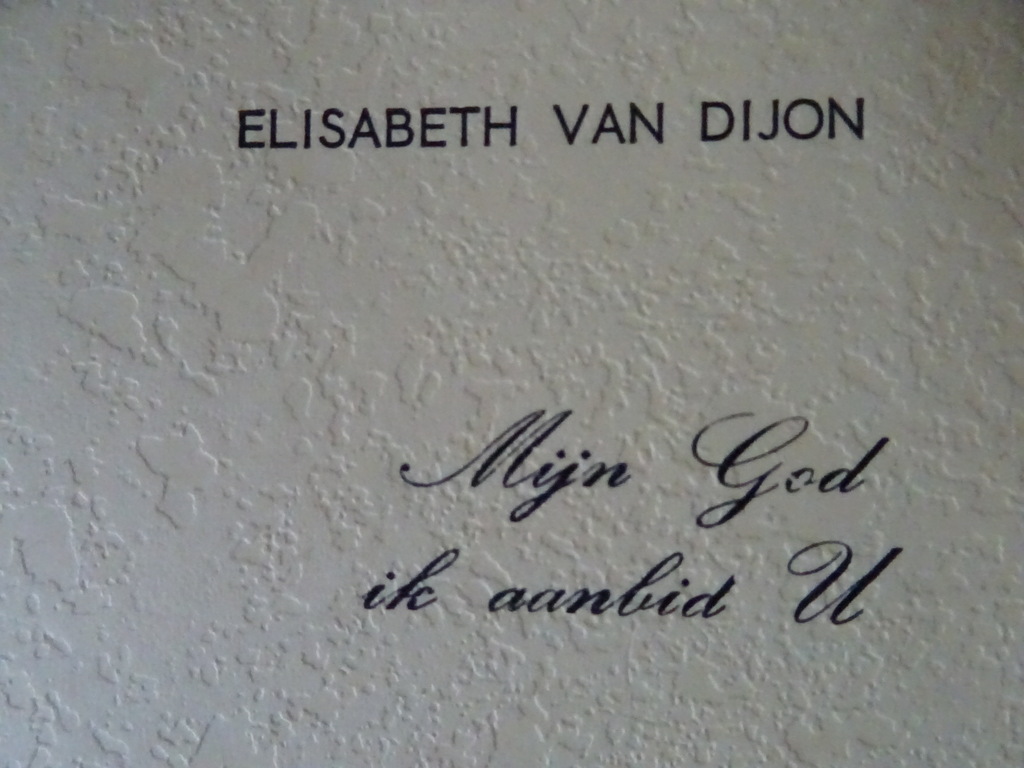 ELISABETH VAN DIJON
Mijn God
ik aanbid U